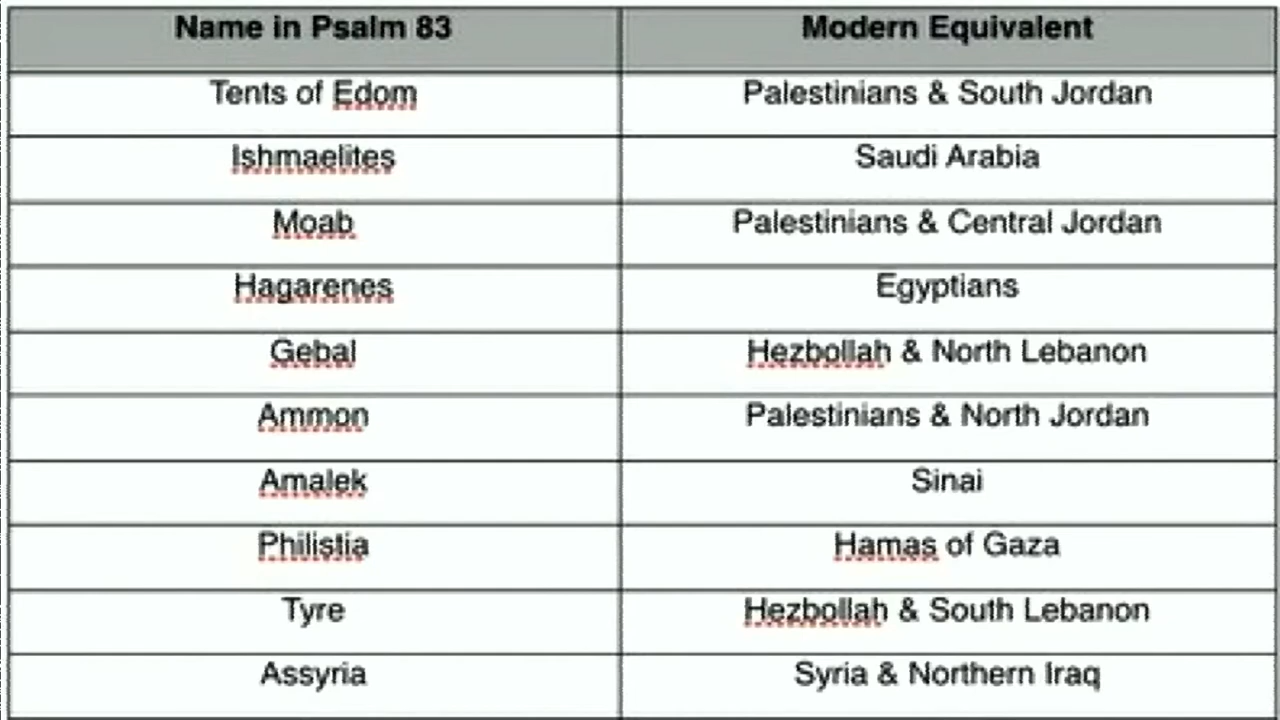 Name in Psalm 83 Modern Equivalent
Tents of Edom Palestinians & South Jordan
Ishmaelites Saudi Arabia
Moab Palestinians & Central Jordan
Hagarenes Egyptians
Gebal Hezbollah & North Lebanon
Ammon Palestinians & North Jordan
Amalek Sinai
Philistia Hamas of Gaza
Tyre Hezbollah & South Lebanon
Assyria Syria & Northern Iraq